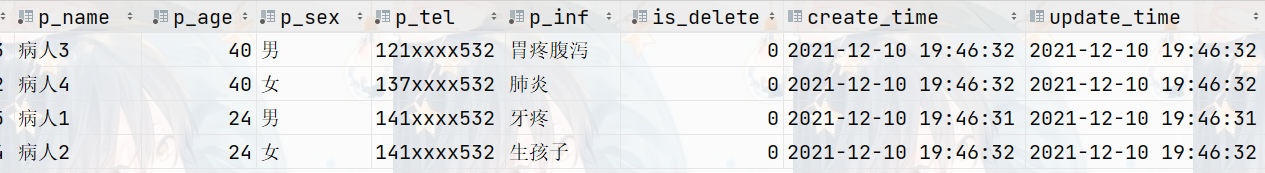 p_name p_age p_sex p_tel p_inf is_delete create_time update_time
病人3 40 男 121xxxx532 胃疼腹泻 0 2021-12-10 19:46:32 2021-12-10 19:46:32
病人4 40 女 137xxxx532 肺炎 0 2021-12-10 19:46:32 2021-12-10 19:46:32
病人1 24 男 141xxxx532 牙疼 0 2021-12-10 19:46:31 2021-12-10 19:46:31
病人2 24 女 141xxxx532 生孩子 0 2021-12-10 19:46:32 2021-12-10 19:46:32